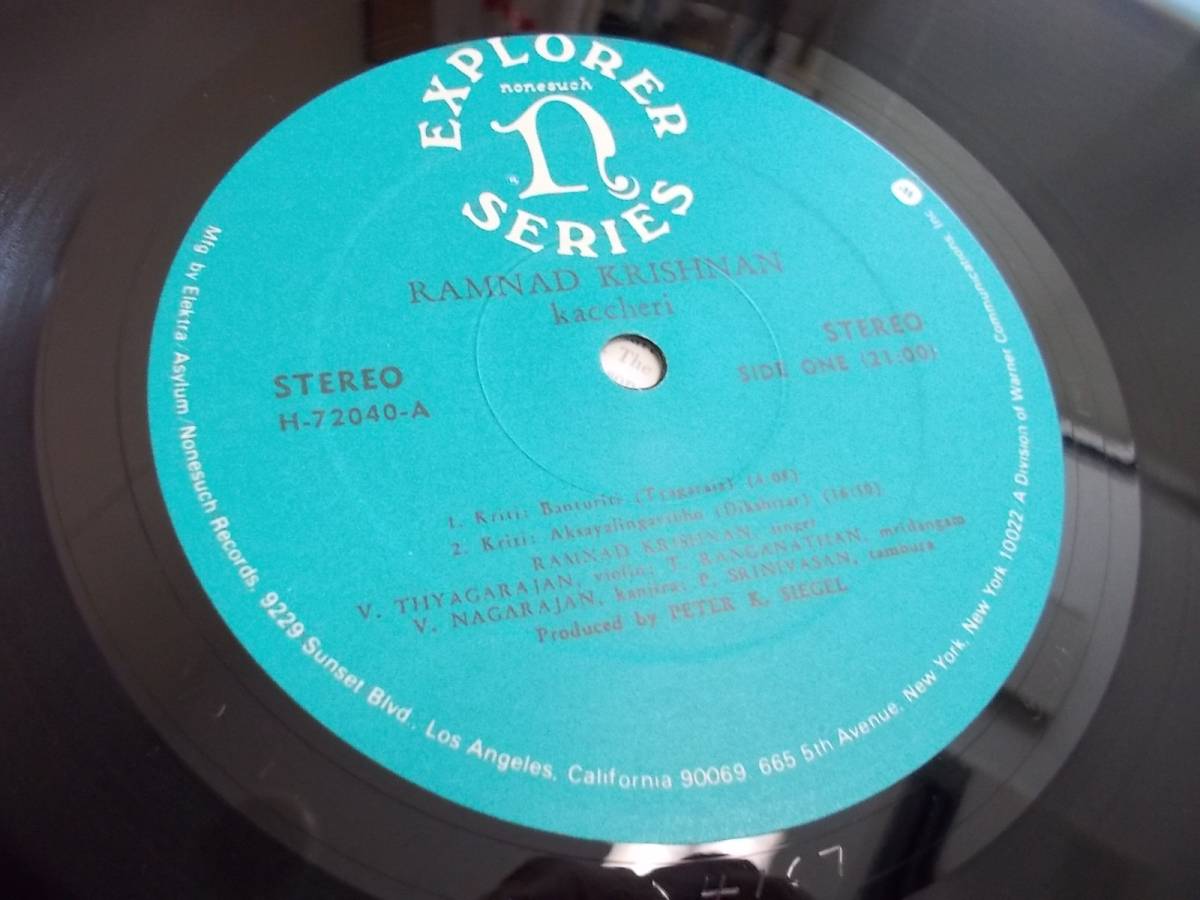 EXPLORER
nonesuch
n
SERIES
RAMNAD KRISHNAN
kaccheri
STEREO
H-72040-A
STEREO
SIDE ONE (21:00)
The
1. Kriti: Banturiti (Tyagaraja) (4:08)
2. Kriti: Aksayalingavibho (Dikshitar)
RAMNAD KRISHNAN, singer
V. THYAGARAJAN, violin; T. RANGANATHAN, mridangam
V. NAGARAJAN, kanjira; P. SRINIVASAN, tamboura
Produced by PETER K. SIEGEL
Mfg by Elektra/Asylum/Nonesuch Records, 9229 Sunset Blvd., Los Angeles, California 90069 665 5th Avenue, New York, New York 10022 A Division of Warner Communications Inc.